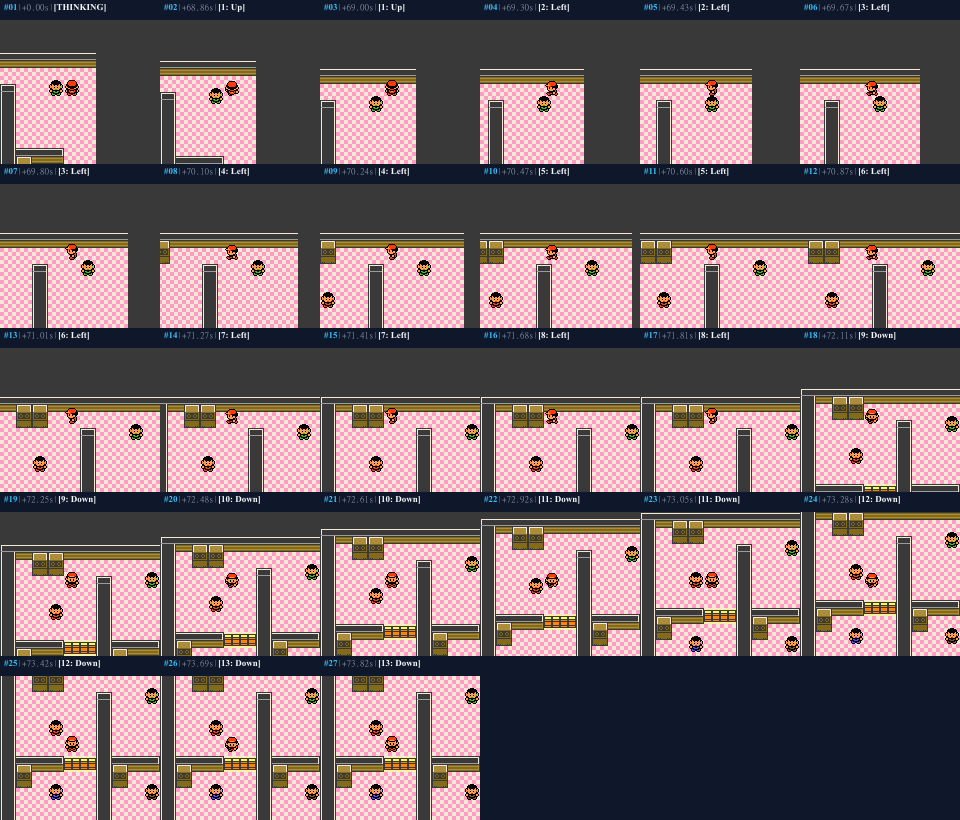 #01|+0.00s|[THINKING]
#02|+68.86s|[1: Up]
#03|+69.00s|[1: Up]
#04|+69.30s|[2: Left]
#05|+69.43s|[2: Left]
#06|+69.67s|[3: Left]
#07|+69.80s|[3: Left]
#08|+70.10s|[4: Left]
#09|+70.24s|[4: Left]
#10|+70.47s|[5: Left]
#11|+70.60s|[5: Left]
#12|+70.87s|[6: Left]
#13|+71.01s|[6: Left]
#14|+71.27s|[7: Left]
#15|+71.41s|[7: Left]
#16|+71.68s|[8: Left]
#17|+71.81s|[8: Left]
#18|+72.11s|[9: Down]
#19|+72.25s|[9: Down]
#20|+72.48s|[10: Down]
#21|+72.61s|[10: Down]
#22|+72.92s|[11: Down]
#23|+73.05s|[11: Down]
#24|+73.28s|[12: Down]
#25|+73.42s|[12: Down]
#26|+73.69s|[13: Down]
#27|+73.82s|[13: Down]